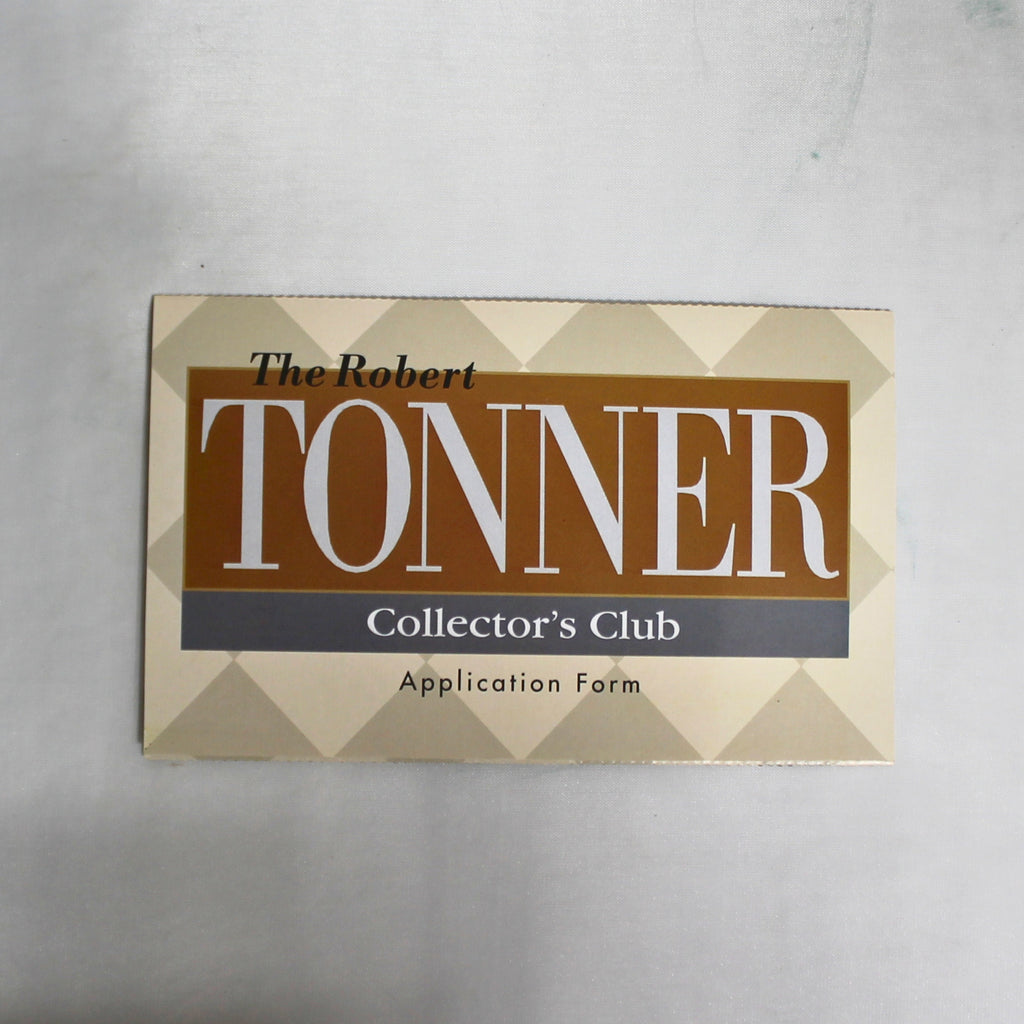 The Robert
TONNER
Collector's Club
Application Form